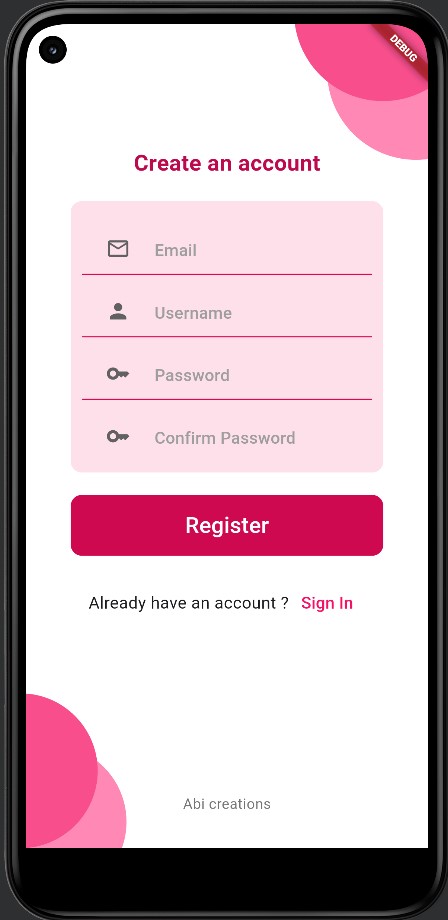 DEBUG
Create an account
Email
Username
Password
Confirm Password
Register
Already have an account ? Sign In
Abi creations